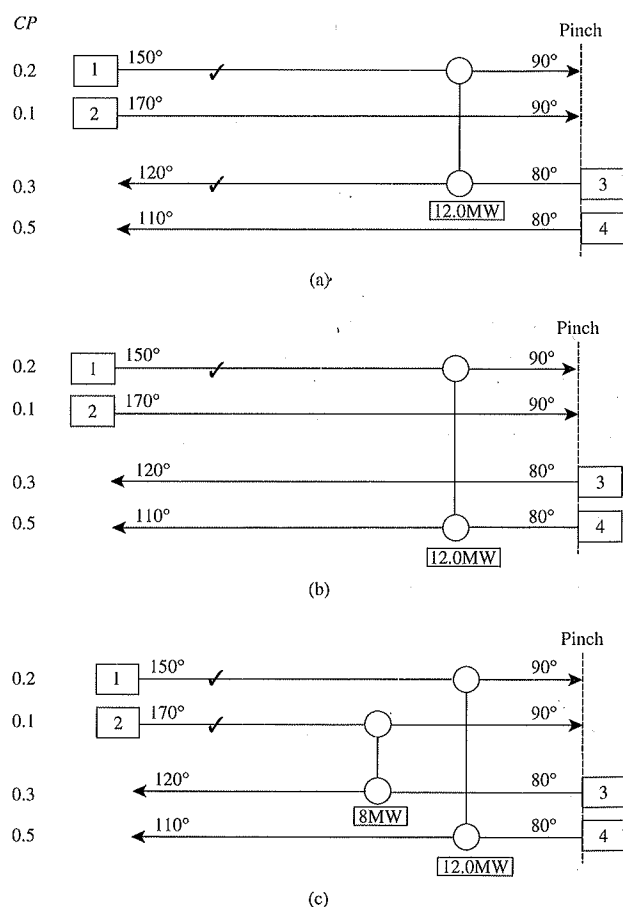 CP
Pinch
0.2 1 150° ✓ 90°
0.1 2 170° 90°
0.3 120° ✓ 80° 3
12.0MW
0.5 110° 80° 4
(a)
Pinch
0.2 1 150° ✓ 90°
0.1 2 170° 90°
0.3 120° 80° 3
0.5 110° 80° 4
12.0MW
(b)
Pinch
0.2 1 150° ✓ 90°
0.1 2 170° ✓ 90°
0.3 120° 80° 3
8MW
0.5 110° 80° 4
12.0MW
(c)